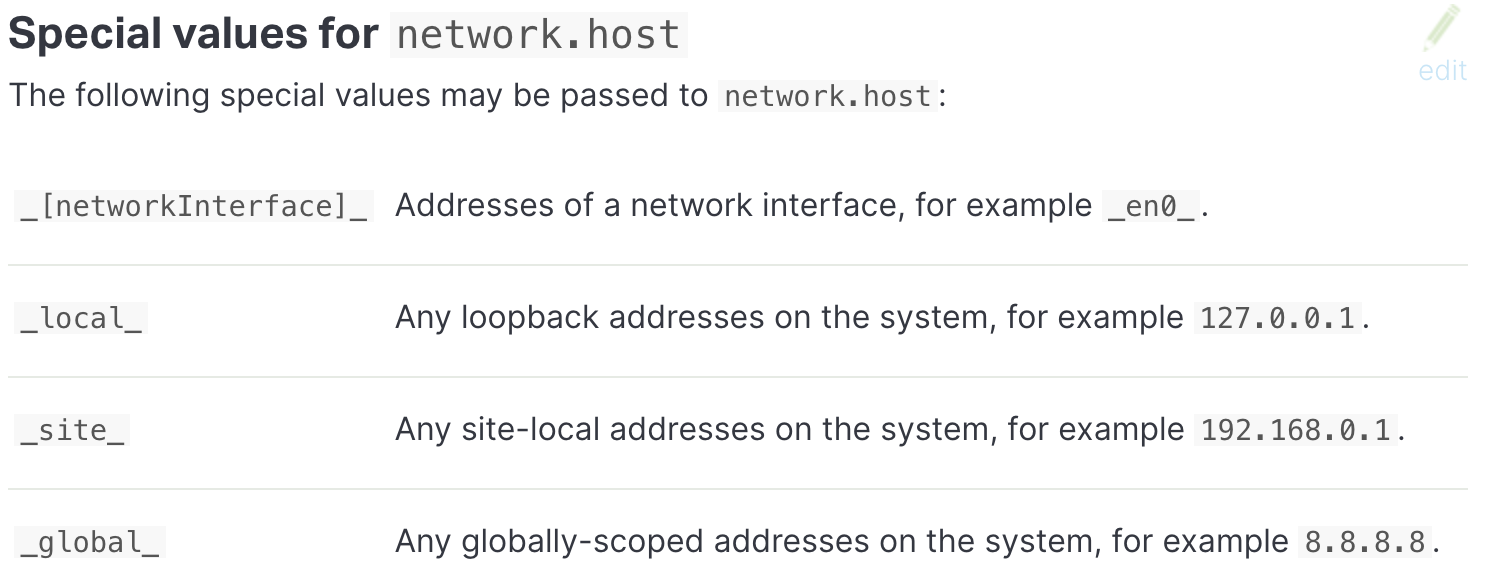 Special values for network.host
edit
The following special values may be passed to network.host:
_[networkInterface]_ Addresses of a network interface, for example _en0_.
_local_ Any loopback addresses on the system, for example 127.0.0.1.
_site_ Any site-local addresses on the system, for example 192.168.0.1.
_global_ Any globally-scoped addresses on the system, for example 8.8.8.8.